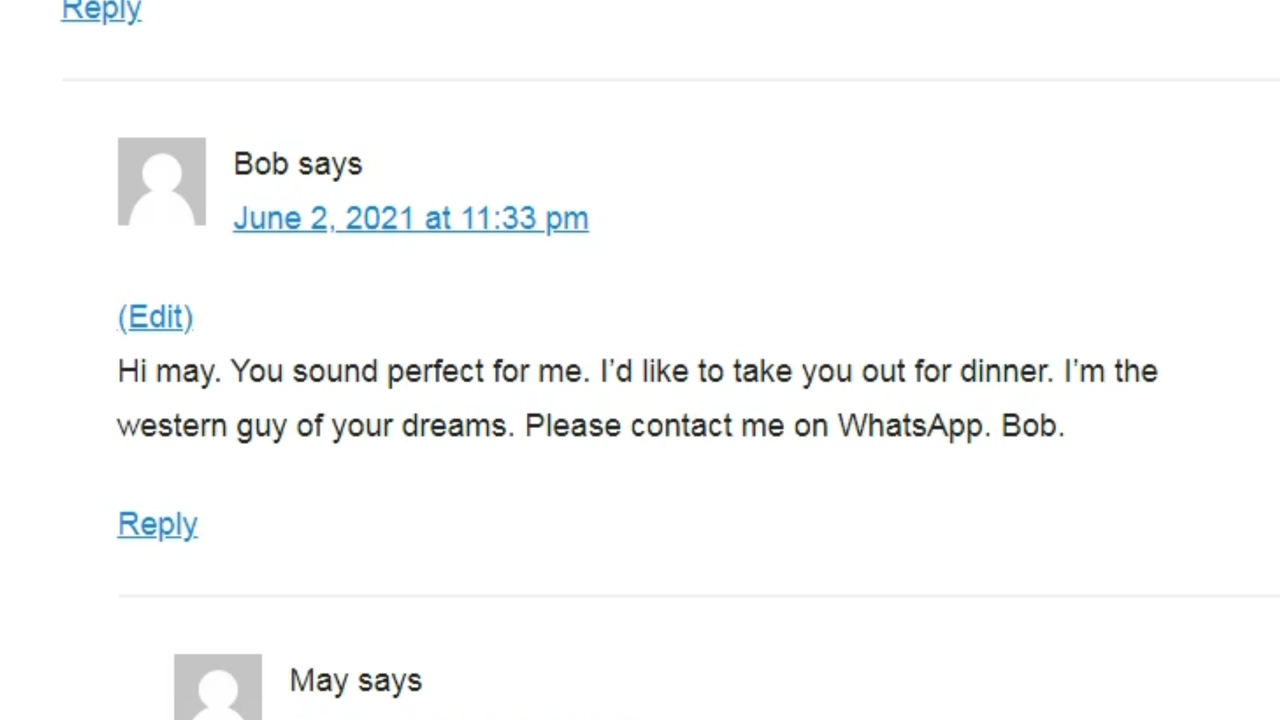 Reply
Bob says
June 2, 2021 at 11:33 pm
(Edit)
Hi may. You sound perfect for me. I’d like to take you out for dinner. I’m the
western guy of your dreams. Please contact me on WhatsApp. Bob.
Reply
May says